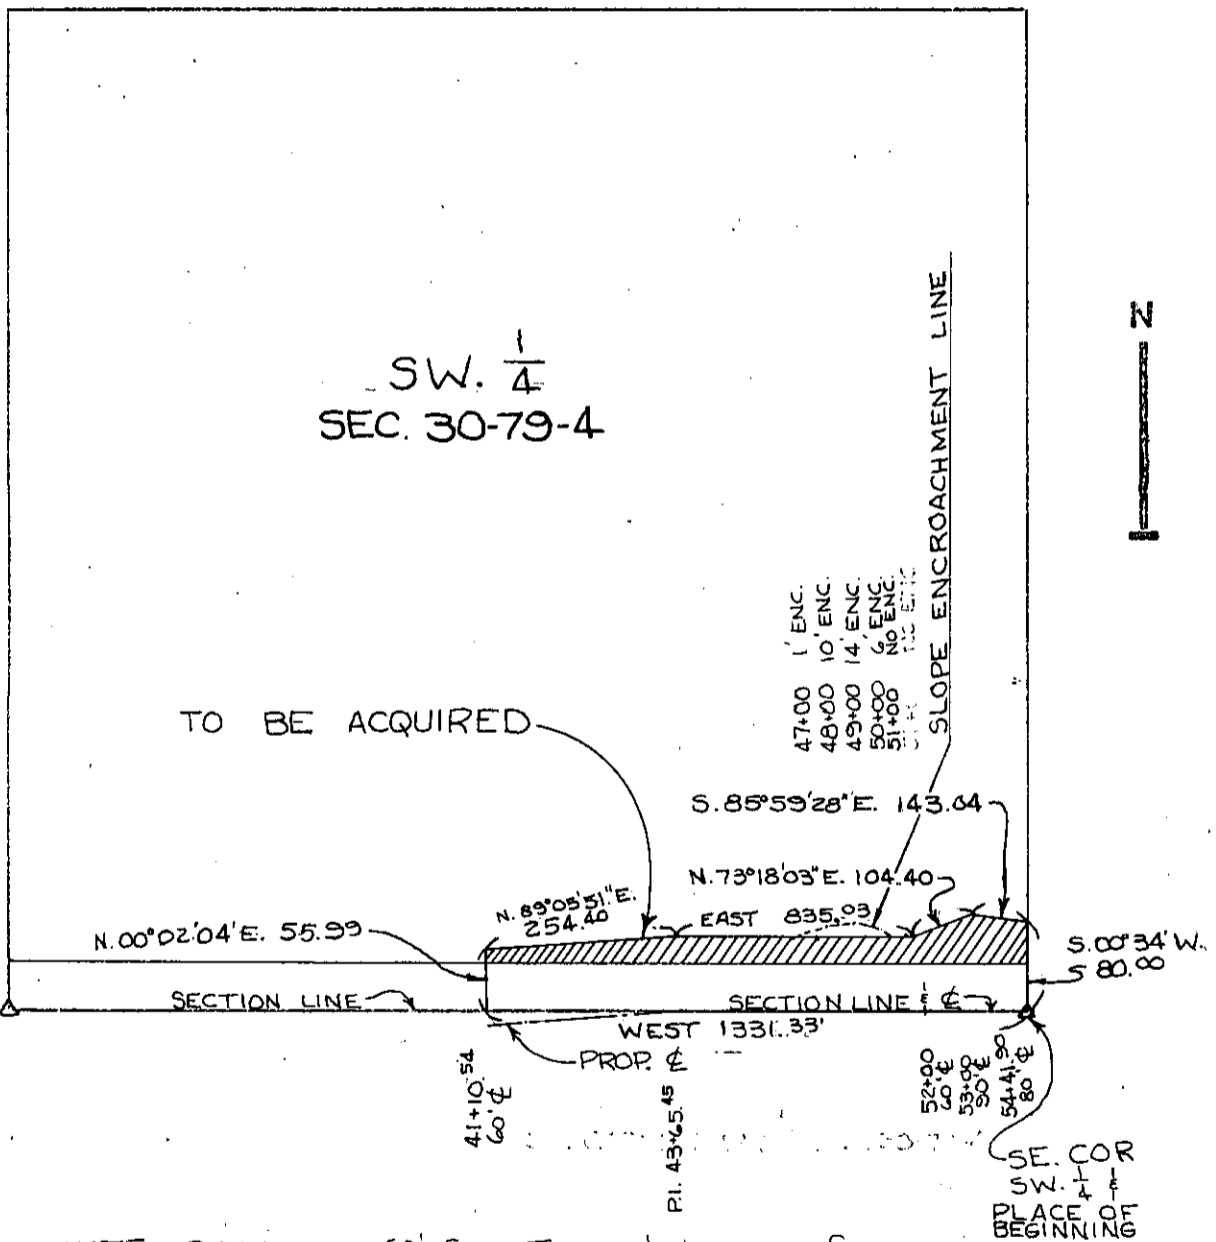 SW. 1/4
SEC. 30-79-4
N
SLOPE ENCROACHMENT LINE
47+00 1' ENC.
48+00 10' ENC.
49+00 14' ENC.
50+00 6' ENC.
51+00 NO ENC.
TO BE ACQUIRED
S. 85°59'28" E. 143.04
N. 73°18'03" E. 104.40
N. 89°05'51" E.
254.40
EAST 835.03
N. 00°02'04" E. 55.99
S. 00°34' W.
S 80.00
SECTION LINE
SECTION LINE & ℄
WEST 1331.33'
PROP. ℄
41+10.54
60' ℄
P.I. 43+65.45
52+00
60' ℄
53+00
90' ℄
54+41.90
80' ℄
SE. COR
SW. 1/4 &
PLACE OF
BEGINNING